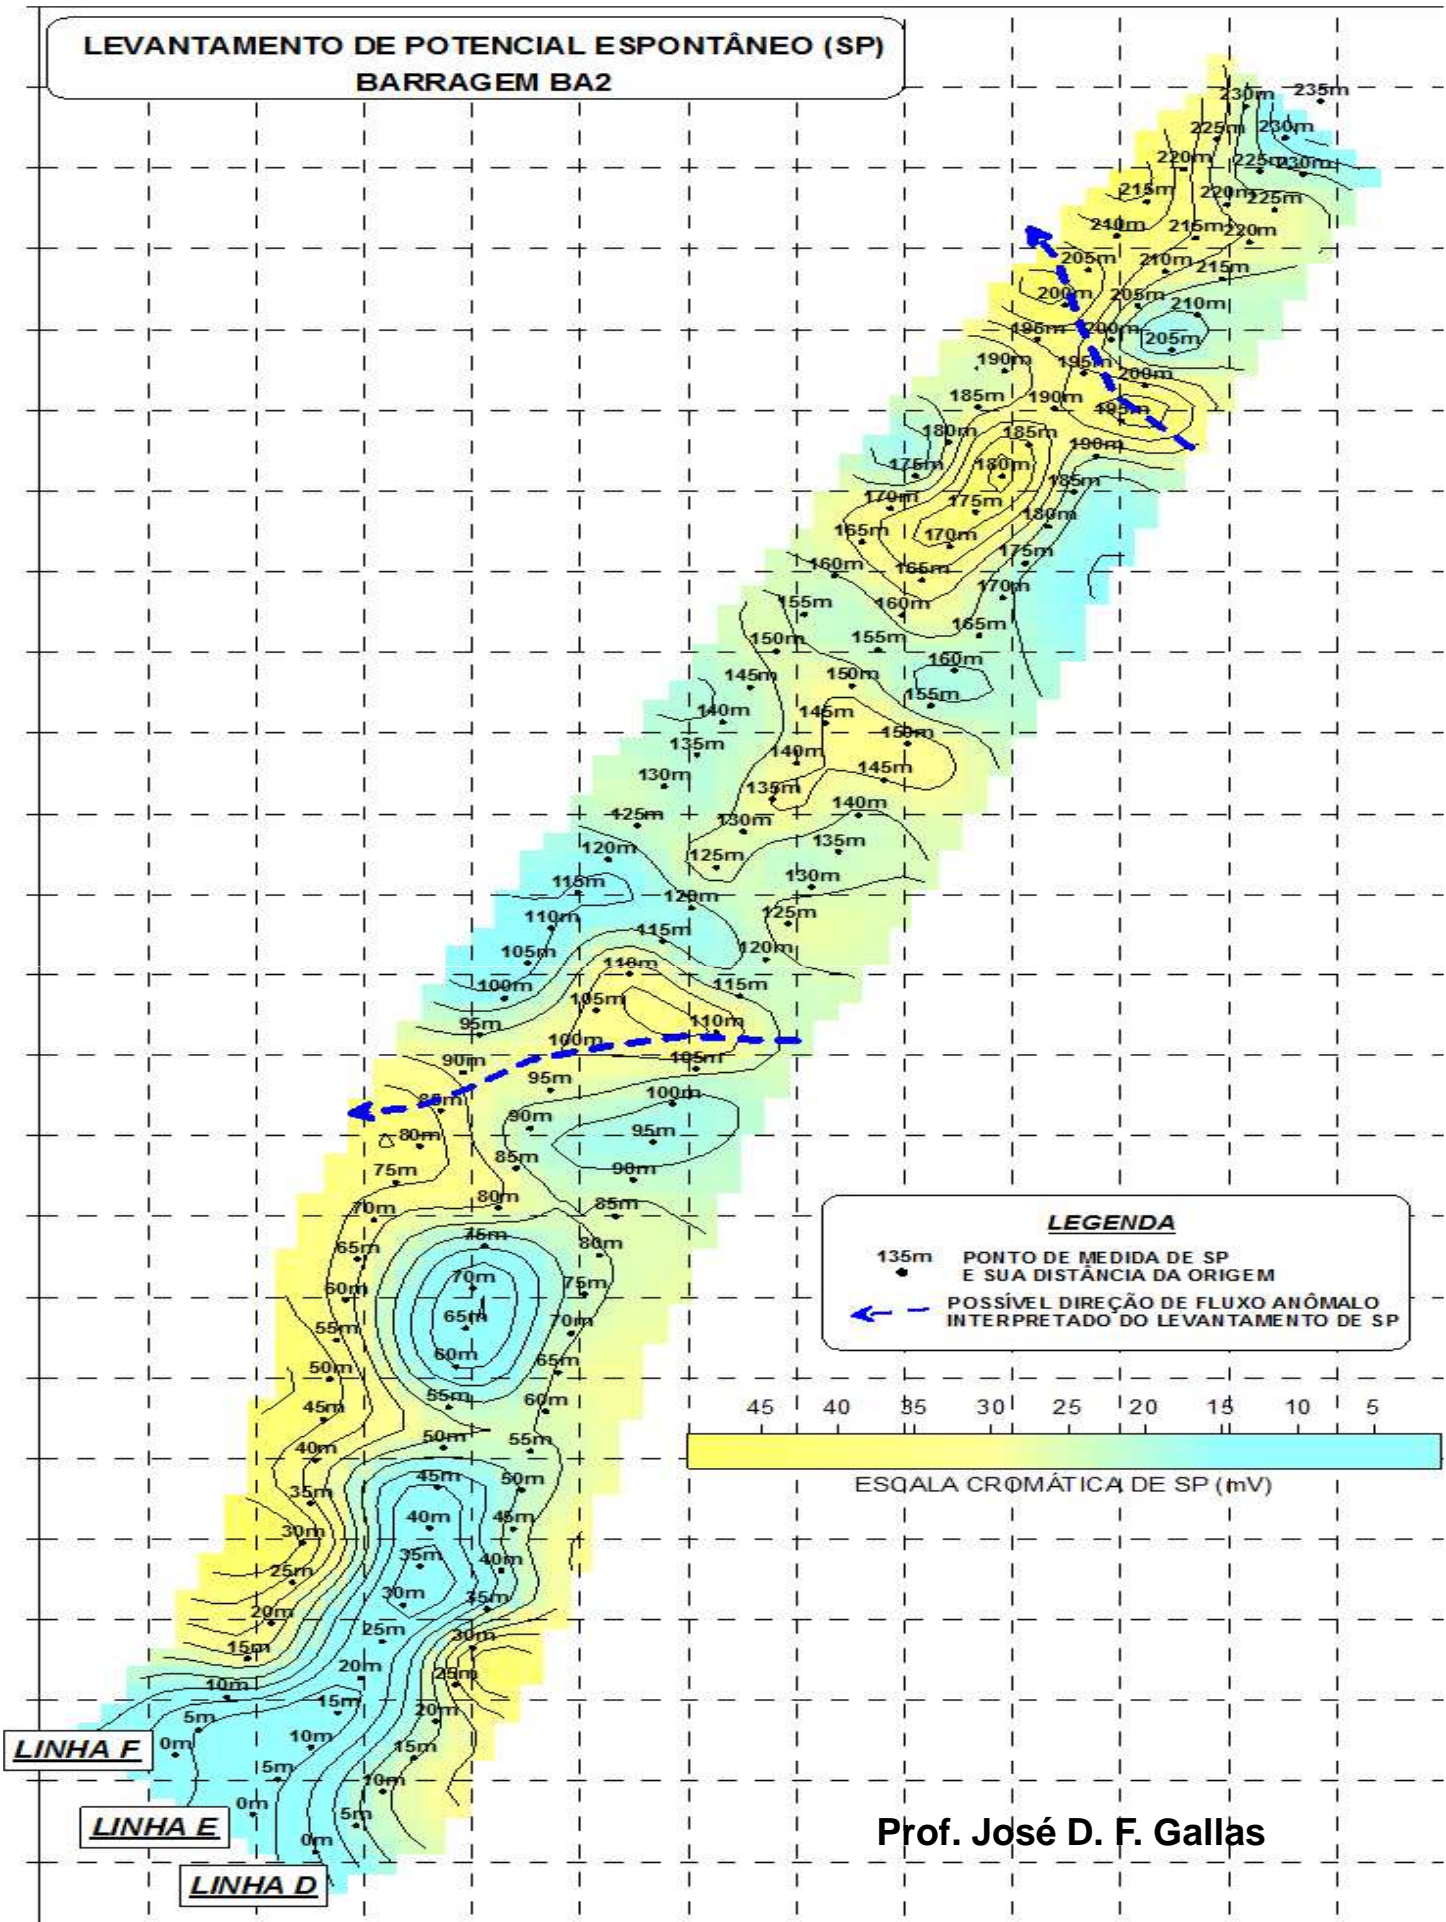 LEVANTAMENTO DE POTENCIAL ESPONTÂNEO (SP)
BARRAGEM BA2
230m 235m
225m 230m
220m 225m 230m
215m 220m 225m
210m 215m 220m
205m 210m 215m
200m 205m 210m
195m 200m 205m
190m 195m 200m
185m 190m 195m
180m 185m 190m
175m 180m 185m
170m 175m 180m
165m 170m 175m
160m 165m 170m
155m 160m 165m
150m 155m 160m
145m 150m 155m
140m 145m 150m
135m 140m 145m
130m 135m 140m
125m 130m 135m
120m 125m 130m
115m 120m 125m
110m 115m 120m
105m 110m 115m
100m 105m 110m
95m 100m 105m
90m 95m 100m
85m 90m 95m
80m 85m 90m
75m 80m 85m
70m 75m 80m
65m 70m 75m
60m 65m 70m
55m 60m 65m
50m 55m 60m
45m 50m 55m
40m 45m 50m
35m 40m 45m
30m 35m 40m
25m 30m 35m
20m 25m 30m
15m 20m 25m
10m 15m 20m
5m 10m 15m
0m 5m 10m
0m 5m
0m
LINHA F
LINHA E
LINHA D
LEGENDA
135m PONTO DE MEDIDA DE SP
E SUA DISTÂNCIA DA ORIGEM
POSSÍVEL DIREÇÃO DE FLUXO ANÔMALO
INTERPRETADO DO LEVANTAMENTO DE SP
45 40 35 30 25 20 15 10 5
ESCALA CROMÁTICA DE SP (mV)
Prof. José D. F. Gallas